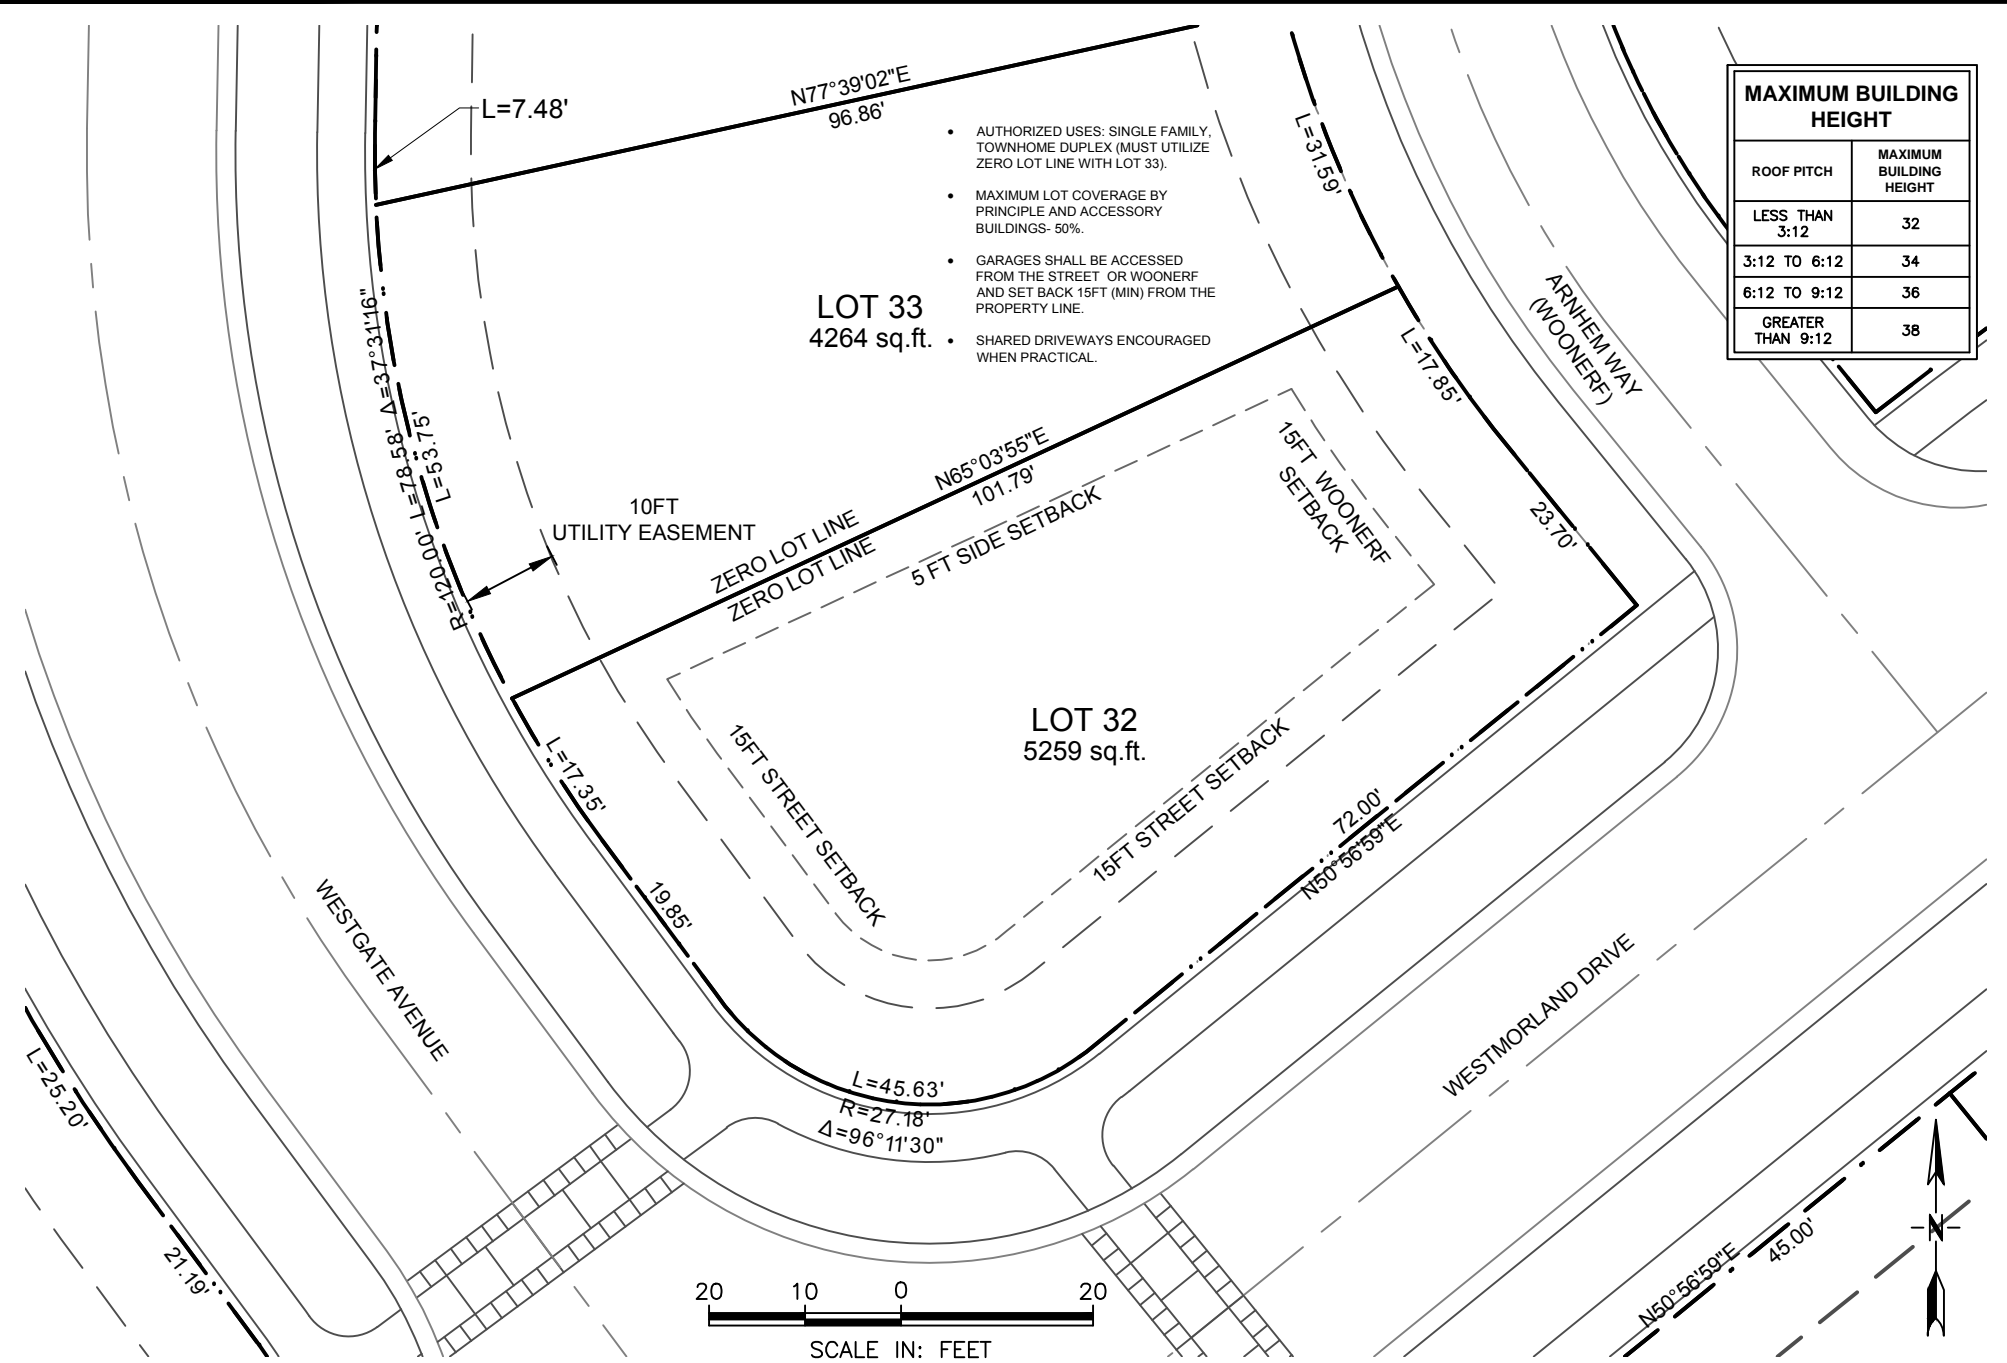 L=7.48'
N77°39'02"E
96.86'
L=31.59'
• AUTHORIZED USES: SINGLE FAMILY,
TOWNHOME DUPLEX (MUST UTILIZE
ZERO LOT LINE WITH LOT 33).
• MAXIMUM LOT COVERAGE BY
PRINCIPLE AND ACCESSORY
BUILDINGS- 50%.
• GARAGES SHALL BE ACCESSED
FROM THE STREET OR WOONERF
AND SET BACK 15FT (MIN) FROM THE
PROPERTY LINE.
• SHARED DRIVEWAYS ENCOURAGED
WHEN PRACTICAL.
MAXIMUM BUILDING
HEIGHT
ROOF PITCH
MAXIMUM
BUILDING
HEIGHT
LESS THAN
3:12
32
3:12 TO 6:12
34
6:12 TO 9:12
36
GREATER
THAN 9:12
38
LOT 33
4264 sq.ft.
ARNHEM WAY
(WOONERF)
L=17.85'
R=120.00' L=78.58' Δ=37°31'16"
L=53.75'
10FT
UTILITY EASEMENT
N65°03'55"E
101.79'
ZERO LOT LINE
ZERO LOT LINE
5 FT SIDE SETBACK
15FT WOONERF
SETBACK
23.70'
LOT 32
5259 sq.ft.
L=17.35'
15FT STREET SETBACK
15FT STREET SETBACK
72.00'
N50°56'59"E
19.85'
WESTGATE AVENUE
WESTMORLAND DRIVE
L=45.63'
R=27.18'
Δ=96°11'30"
L=25.20'
21.19'
N50°56'59"E
45.00'
N
20 10 0 20
SCALE IN: FEET